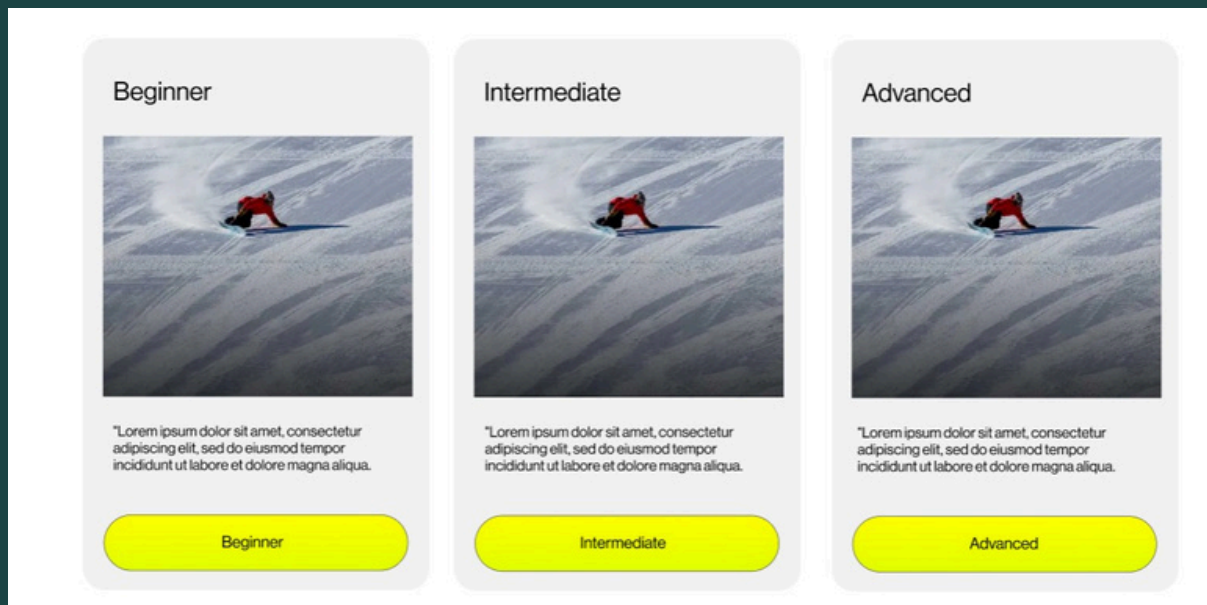 Beginner
"Lorem ipsum dolor sit amet, consectetur
adipiscing elit, sed do eiusmod tempor
incididunt ut labore et dolore magna aliqua.
Beginner
Intermediate
"Lorem ipsum dolor sit amet, consectetur
adipiscing elit, sed do eiusmod tempor
incididunt ut labore et dolore magna aliqua.
Intermediate
Advanced
"Lorem ipsum dolor sit amet, consectetur
adipiscing elit, sed do eiusmod tempor
incididunt ut labore et dolore magna aliqua.
Advanced